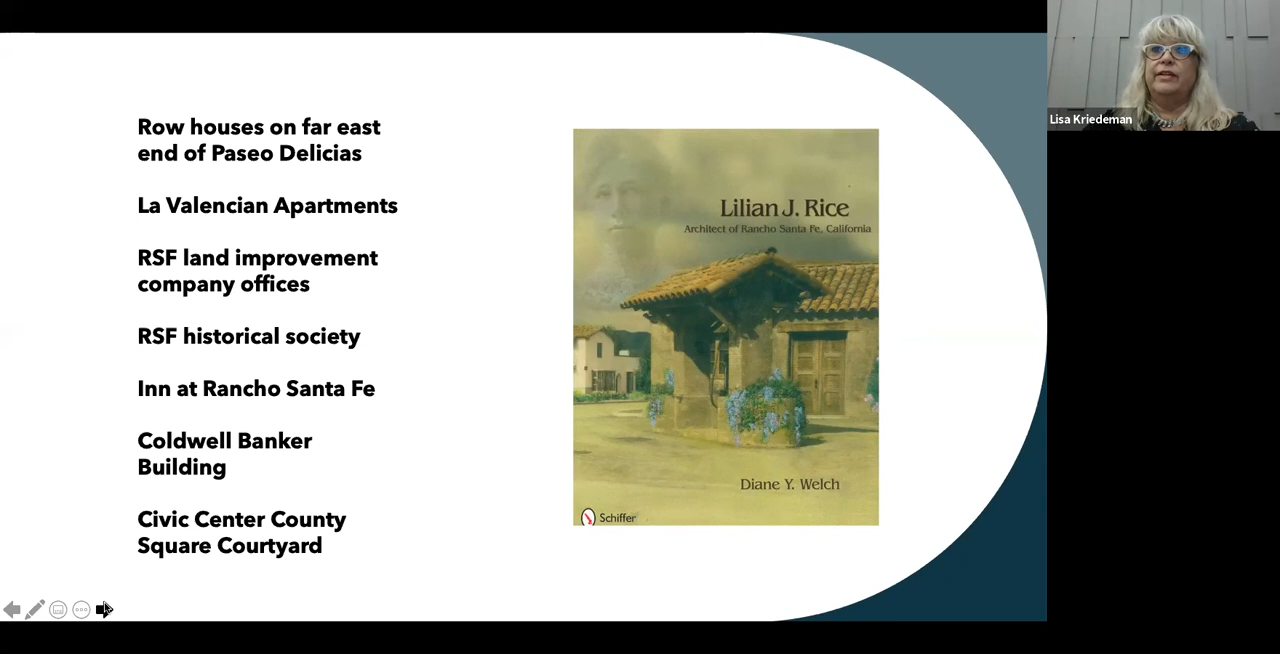 Row houses on far east
end of Paseo Delicias
La Valencian Apartments
RSF land improvement
company offices
RSF historical society
Inn at Rancho Santa Fe
Coldwell Banker
Building
Civic Center County
Square Courtyard
Lilian J. Rice
Architect of Rancho Santa Fe, California
Diane Y. Welch
Schiffer
Lisa Kriedeman